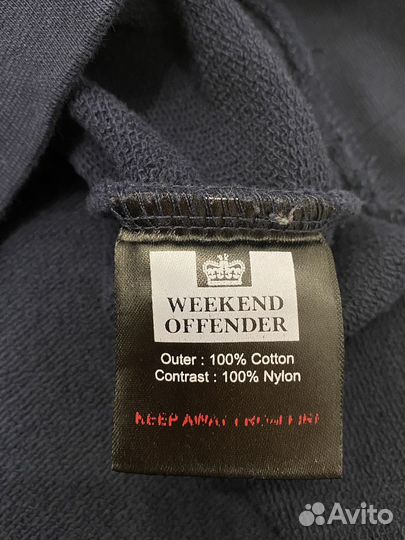 WEEKEND
OFFENDER
Outer : 100% Cotton
Contrast : 100% Nylon
KEEP AWAY FROM FIRE
Avito